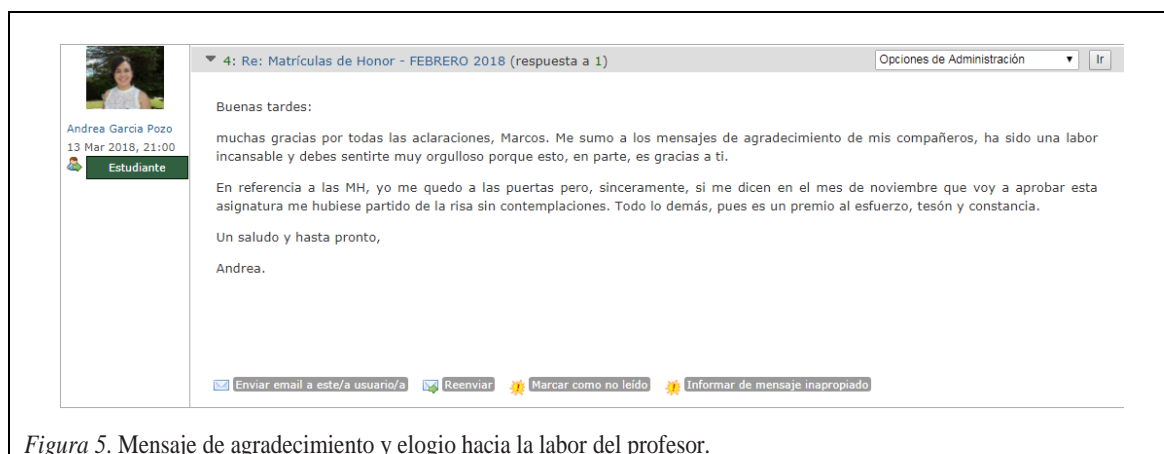 4: Re: Matrículas de Honor - FEBRERO 2018 (respuesta a 1)
Opciones de Administración
Ir
Andrea Garcia Pozo
13 Mar 2018, 21:00
Estudiante
Buenas tardes:
muchas gracias por todas las aclaraciones, Marcos. Me sumo a los mensajes de agradecimiento de mis compañeros, ha sido una labor
incansable y debes sentirte muy orgulloso porque esto, en parte, es gracias a ti.
En referencia a las MH, yo me quedo a las puertas pero, sinceramente, si me dicen en el mes de noviembre que voy a aprobar esta
asignatura me hubiese partido de la risa sin contemplaciones. Todo lo demás, pues es un premio al esfuerzo, tesón y constancia.
Un saludo y hasta pronto,
Andrea.
Enviar email a este/a usuario/a
Reenviar
Marcar como no leído
Informar de mensaje inapropiado
Figura 5. Mensaje de agradecimiento y elogio hacia la labor del profesor.